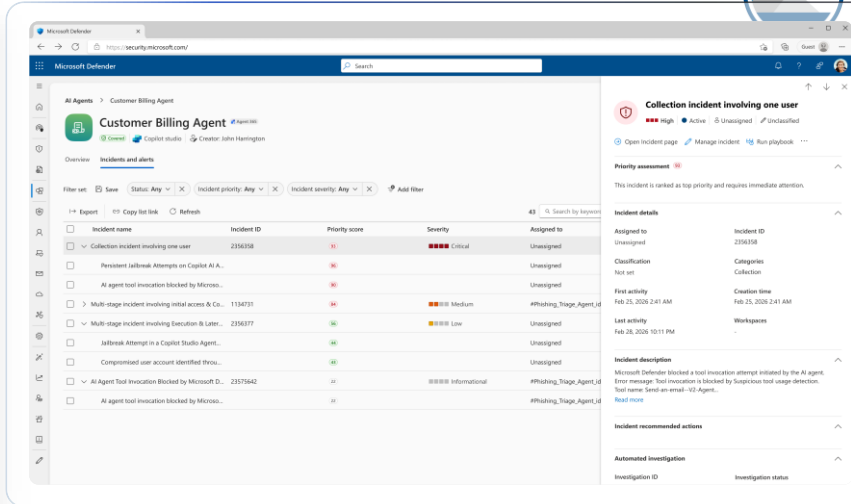 Microsoft Defender
https://security.microsoft.com/
Guest
Microsoft Defender
Search
AI Agents > Customer Billing Agent
Customer Billing Agent
Agent 365
Covered
Copilot studio
Creator: John Harrington
Overview
Incidents and alerts
Filter set:
Save
Status: Any
Incident priority: Any
Incident severity: Any
Add filter
Export
Copy list link
Refresh
43
Search by keyword
Incident name Incident ID Priority score Severity Assigned to
Collection incident involving one user 2356358 Critical Unassigned
Persistent Jailbreak Attempts on Copilot AI A... Unassigned
AI agent tool invocation blocked by Microso... Unassigned
Multi-stage incident involving initial access & Co... 1134731 Medium #Phishing_Triage_Agent_id
Multi-stage incident involving Execution & Later... 2356377 Low Unassigned
Jailbreak Attempt in a Copilot Studio Agent... Unassigned
Compromised user account identified throu... Unassigned
AI Agent Tool Invocation Blocked by Microsoft D... 23575642 Informational #Phishing_Triage_Agent_id
AI agent tool invocation blocked by Microso... #Phishing_Triage_Agent_id
Collection incident involving one user
High
Active
Unassigned
Unclassified
Open Incident page
Manage incident
Run playbook
Priority assessment
This incident is ranked as top priority and requires immediate attention.
Incident details
Assigned to Incident ID
Unassigned 2356358
Classification Categories
Not set Collection
First activity Creation time
Feb 25, 2026 2:41 AM Feb 25, 2026 2:41 AM
Last activity Workspaces
Feb 28, 2026 10:11 PM -
Incident description
Microsoft Defender blocked a tool invocation attempt initiated by the AI agent.
Error message: Tool invocation is blocked by Suspicious tool usage detection.
Tool name: Send-an-email--V2-Agent..
Read more
Incident recommended actions
Automated investigation
Investigation ID Investigation status